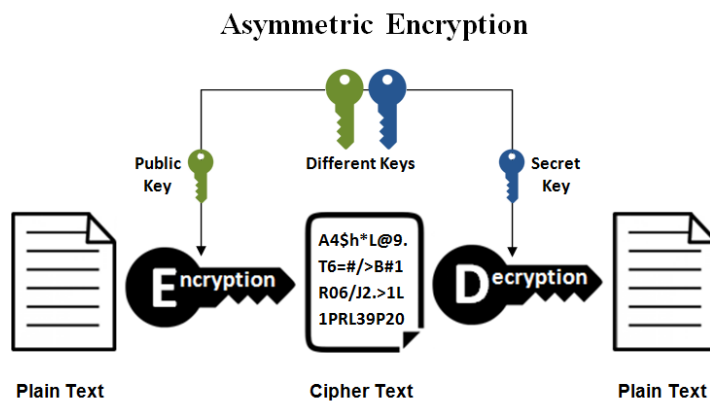 Asymmetric Encryption
Public
Key
Different Keys
Secret
Key
A4$h*L@9.
T6=#/>B#1
R06/J2.>1L
1PRL39P20
Encryption
Decryption
Plain Text
Cipher Text
Plain Text